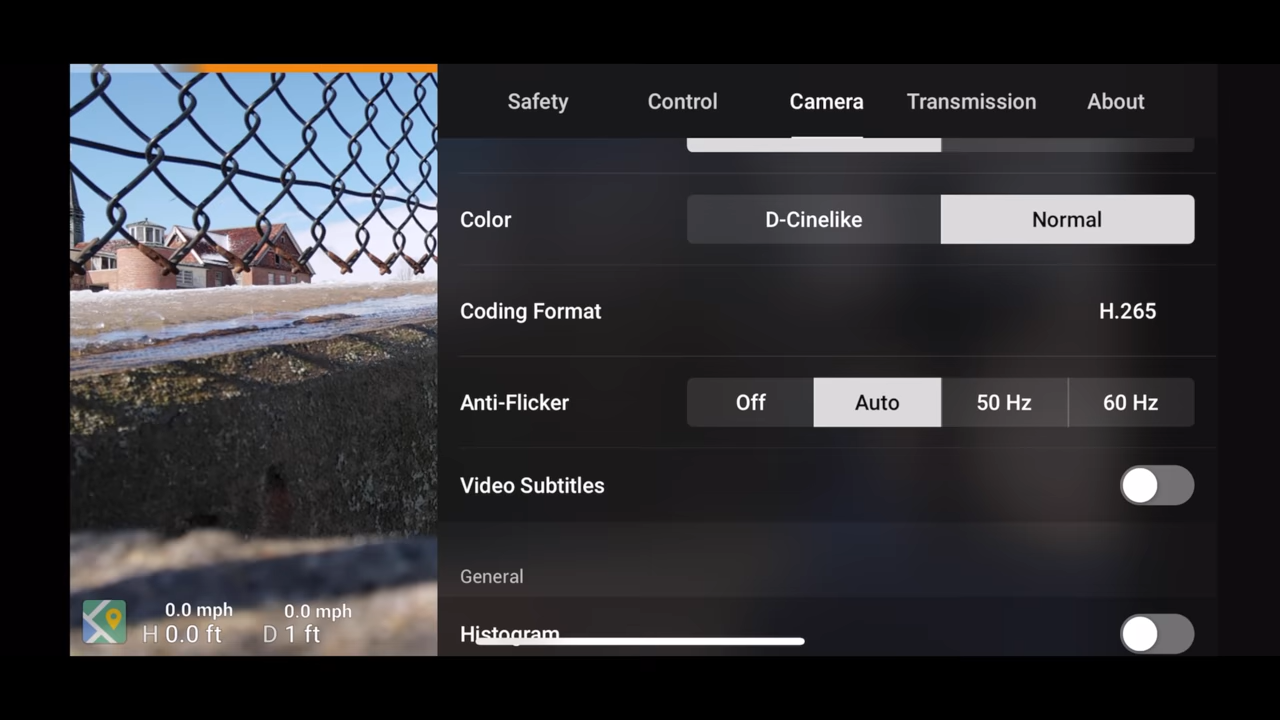 Safety Control Camera Transmission About
Color D-Cinelike Normal
Coding Format H.265
Anti-Flicker Off Auto 50 Hz 60 Hz
Video Subtitles
General
Histogram
0.0 mph 0.0 mph
H 0.0 ft D 1 ft